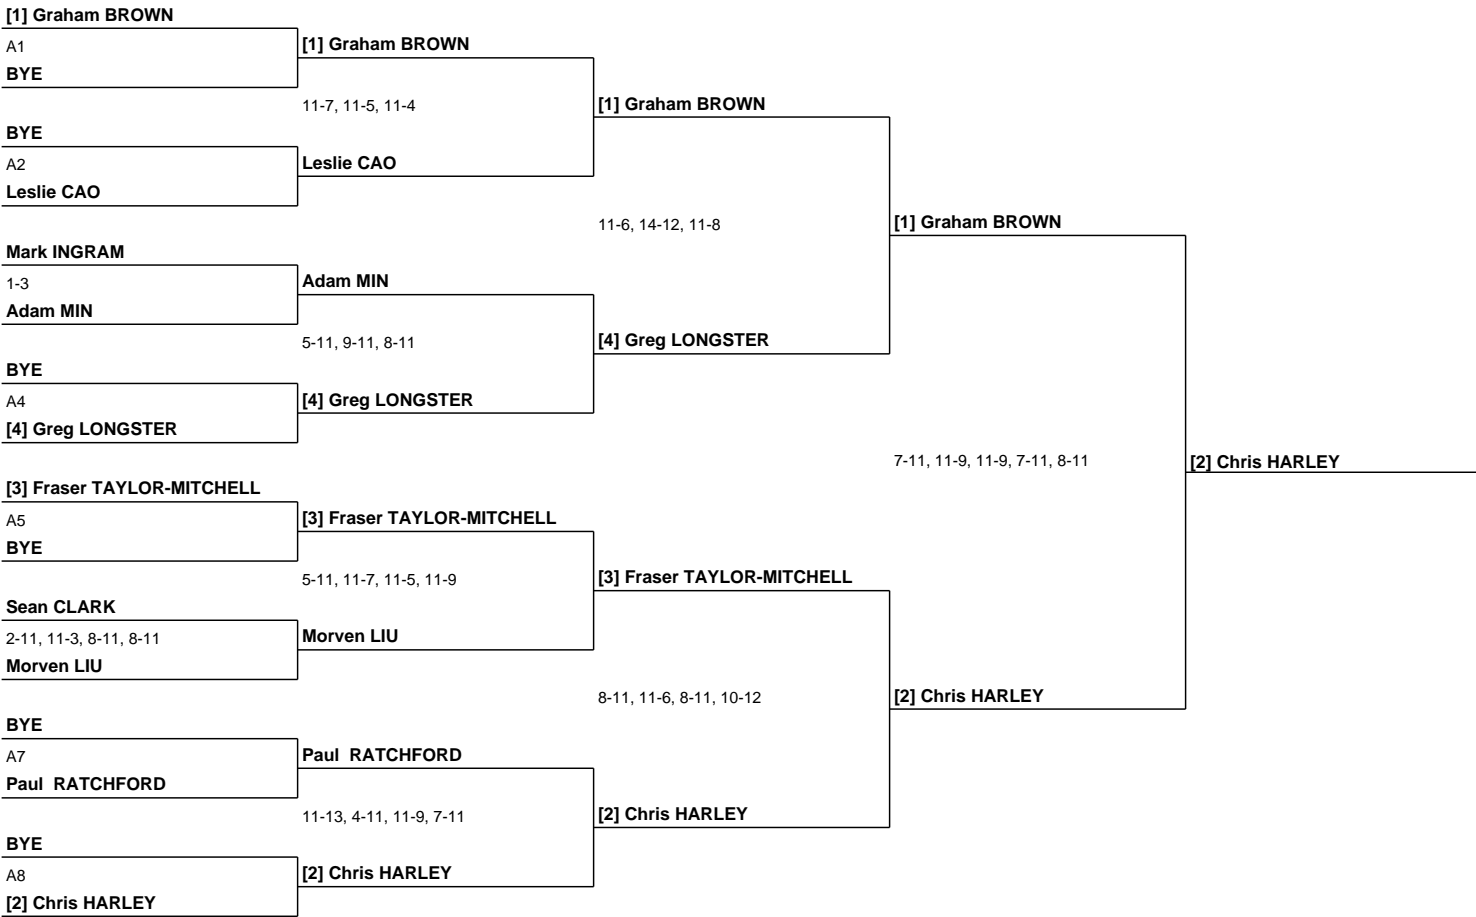 [1] Graham BROWN
A1
BYE
BYE
A2
Leslie CAO
Mark INGRAM
1-3
Adam MIN
BYE
A4
[4] Greg LONGSTER
[3] Fraser TAYLOR-MITCHELL
A5
BYE
Sean CLARK
2-11, 11-3, 8-11, 8-11
Morven LIU
BYE
A7
Paul  RATCHFORD
BYE
A8
[2] Chris HARLEY
[1] Graham BROWN
11-7, 11-5, 11-4
Leslie CAO
Adam MIN
5-11, 9-11, 8-11
[4] Greg LONGSTER
[3] Fraser TAYLOR-MITCHELL
5-11, 11-7, 11-5, 11-9
Morven LIU
Paul  RATCHFORD
11-13, 4-11, 11-9, 7-11
[2] Chris HARLEY
[1] Graham BROWN
11-6, 14-12, 11-8
[4] Greg LONGSTER
[3] Fraser TAYLOR-MITCHELL
8-11, 11-6, 8-11, 10-12
[2] Chris HARLEY
[1] Graham BROWN
7-11, 11-9, 11-9, 7-11, 8-11
[2] Chris HARLEY
[2] Chris HARLEY